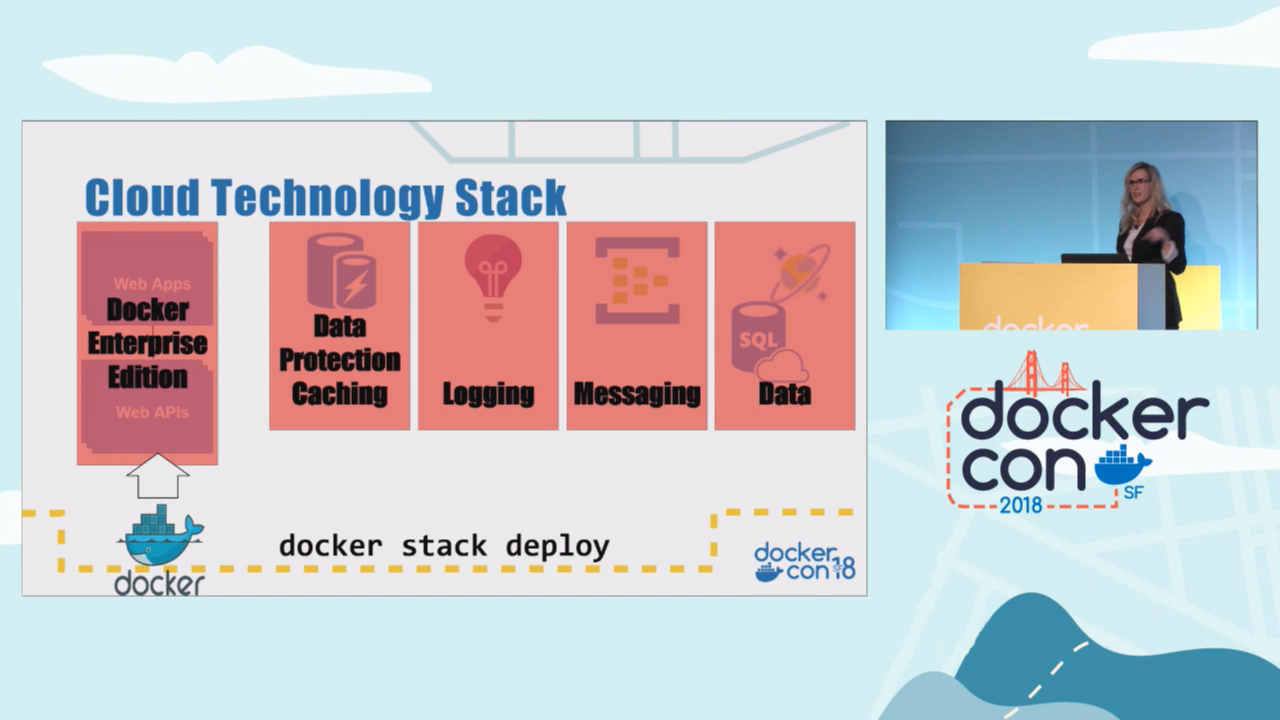 Cloud Technology Stack
Web Apps
Docker
Enterprise
Edition
Web APIs
Data
Protection
Caching
Logging
Messaging
SQL
Data
docker stack deploy
docker
docker
con18
SF
docker
docker
con
2018
SF